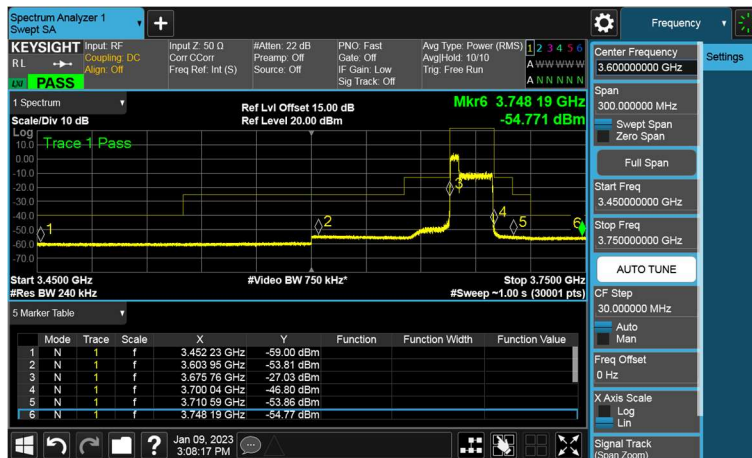 Spectrum Analyzer 1
Swept SA
Frequency
KEYSIGHT
RL
Input: RF
Coupling: DC
Align: Off
Input Z: 50 Ω
Corr CCorr
Freq Ref: Int (S)
#Atten: 22 dB
Preamp: Off
Source: Off
PNO: Fast
Gate: Off
IF Gain: Low
Sig Track: Off
Avg Type: Power (RMS)
Avg|Hold: 10/10
Trig: Free Run
1 2 3 4 5 6
A W W W W W
A N N N N N
LXI PASS
1 Spectrum
Scale/Div 10 dB
Ref Lvl Offset 15.00 dB
Ref Level 20.00 dBm
Mkr6 3.748 19 GHz
-54.771 dBm
Log
Trace 1 Pass
10.0
0.00
-10.0
-20.0
-30.0
-40.0
-50.0
-60.0
-70.0
1
2
3
4
5
6
Start 3.4500 GHz
#Res BW 240 kHz
#Video BW 750 kHz*
Stop 3.7500 GHz
#Sweep ~1.00 s (30001 pts)
5 Marker Table
Mode Trace Scale X Y Function Function Width Function Value
1 N 1 f 3.452 23 GHz -59.00 dBm
2 N 1 f 3.603 95 GHz -53.81 dBm
3 N 1 f 3.675 76 GHz -27.03 dBm
4 N 1 f 3.700 04 GHz -46.80 dBm
5 N 1 f 3.710 59 GHz -53.86 dBm
6 N 1 f 3.748 19 GHz -54.77 dBm
?
Jan 09, 2023
3:08:17 PM
Center Frequency
3.600000000 GHz
Settings
Span
300.000000 MHz
Swept Span
Zero Span
Full Span
Start Freq
3.450000000 GHz
Stop Freq
3.750000000 GHz
AUTO TUNE
CF Step
30.000000 MHz
Auto
Man
Freq Offset
0 Hz
X Axis Scale
Log
Lin
Signal Track
(Span Zoom)